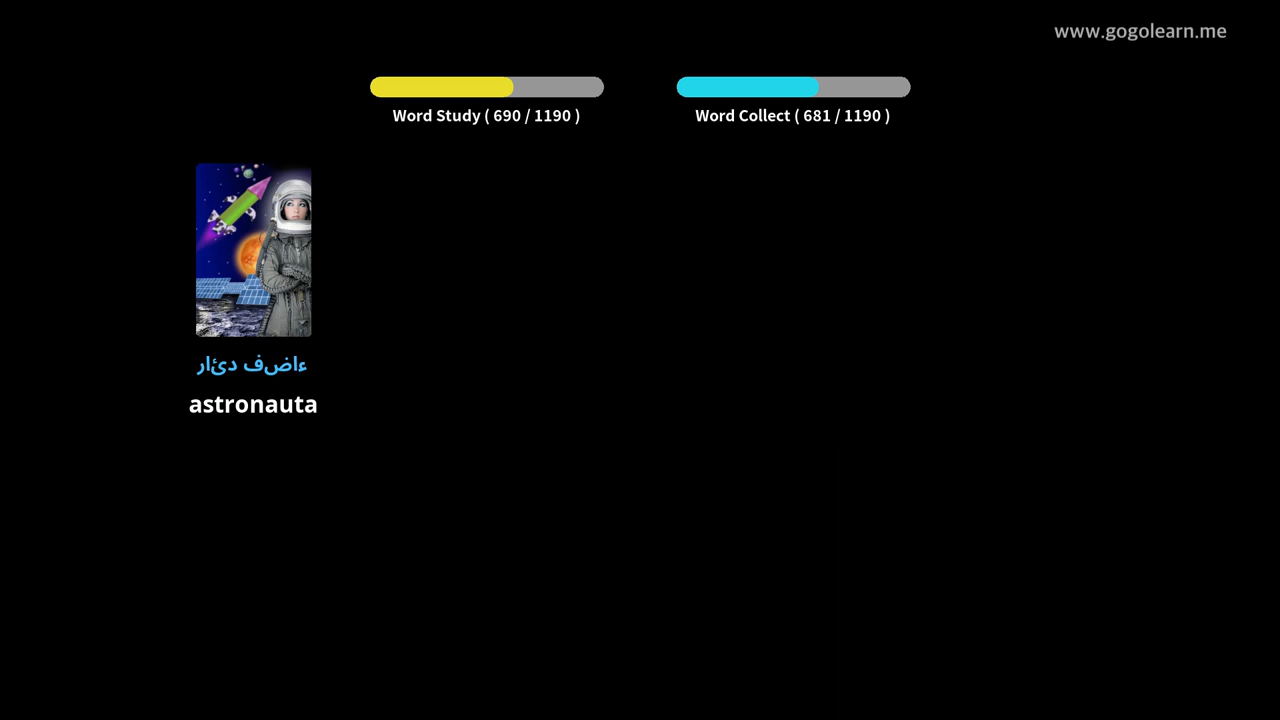 www.gogolearn.me
Word Study ( 690 / 1190 )
Word Collect ( 681 / 1190 )
ءاضف دئار
astronauta